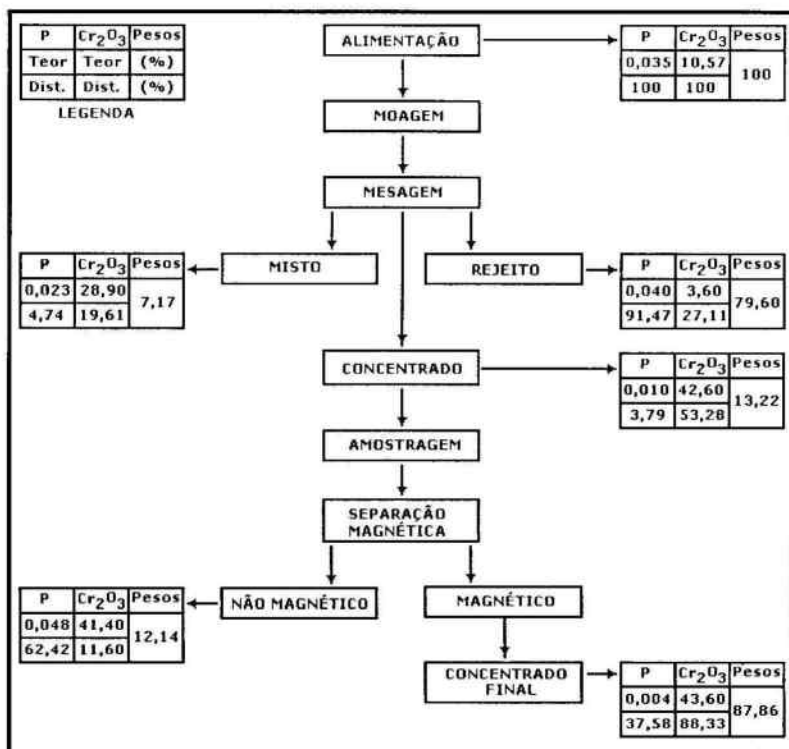 P Cr2O3 Pesos
Teor Teor (%)
Dist. Dist. (%)
LEGENDA
ALIMENTAÇÃO
P Cr2O3 Pesos
0,035 10,57 100
100 100
MOAGEM
MESAGEM
MISTO
REJEITO
P Cr2O3 Pesos
0,023 28,90 7,17
4,74 19,61
P Cr2O3 Pesos
0,040 3,60 79,60
91,47 27,11
CONCENTRADO
P Cr2O3 Pesos
0,010 42,60 13,22
3,79 53,28
AMOSTRAGEM
SEPARAÇÃO
MAGNÉTICA
P Cr2O3 Pesos
0,048 41,40 12,14
62,42 11,60
NÃO MAGNÉTICO
MAGNÉTICO
CONCENTRADO
FINAL
P Cr2O3 Pesos
0,004 43,60 87,86
37,58 88,33